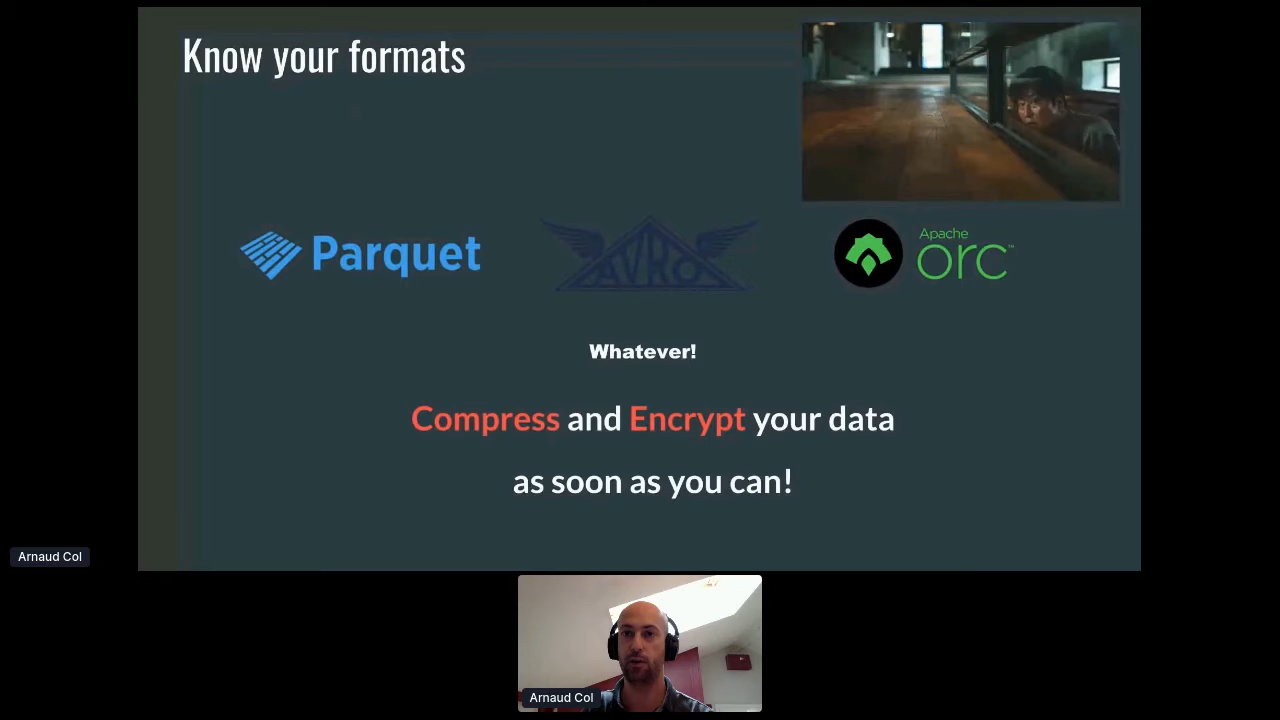 Know your formats
Parquet
AVRO
Apache
orc™
Whatever!
Compress and Encrypt your data
as soon as you can!
Arnaud Col
Arnaud Col